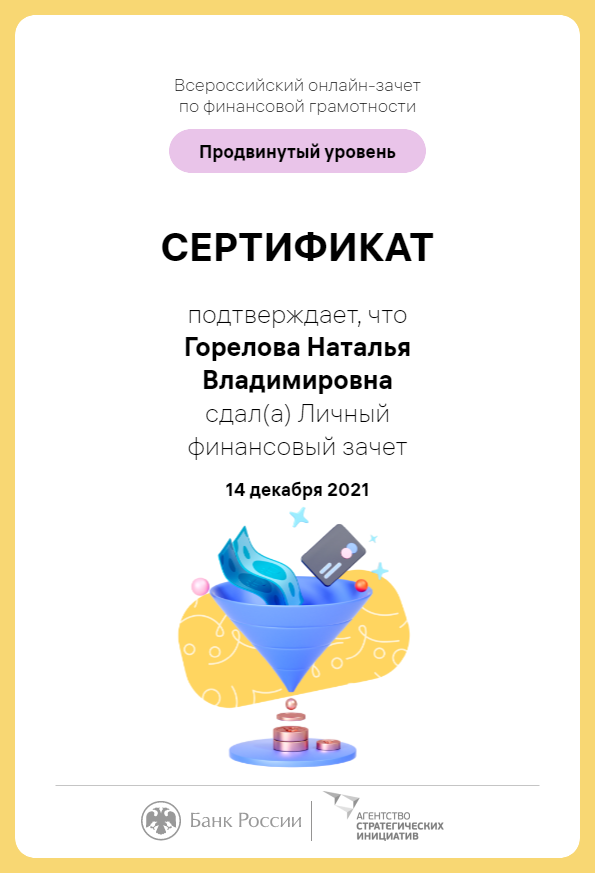 Всероссийский онлайн-зачет
по финансовой грамотности
Продвинутый уровень
СЕРТИФИКАТ
подтверждает, что
Горелова Наталья
Владимировна
сдал(а) Личный
финансовый зачет
14 декабря 2021
Банк России
АГЕНТСТВО
СТРАТЕГИЧЕСКИХ
ИНИЦИАТИВ